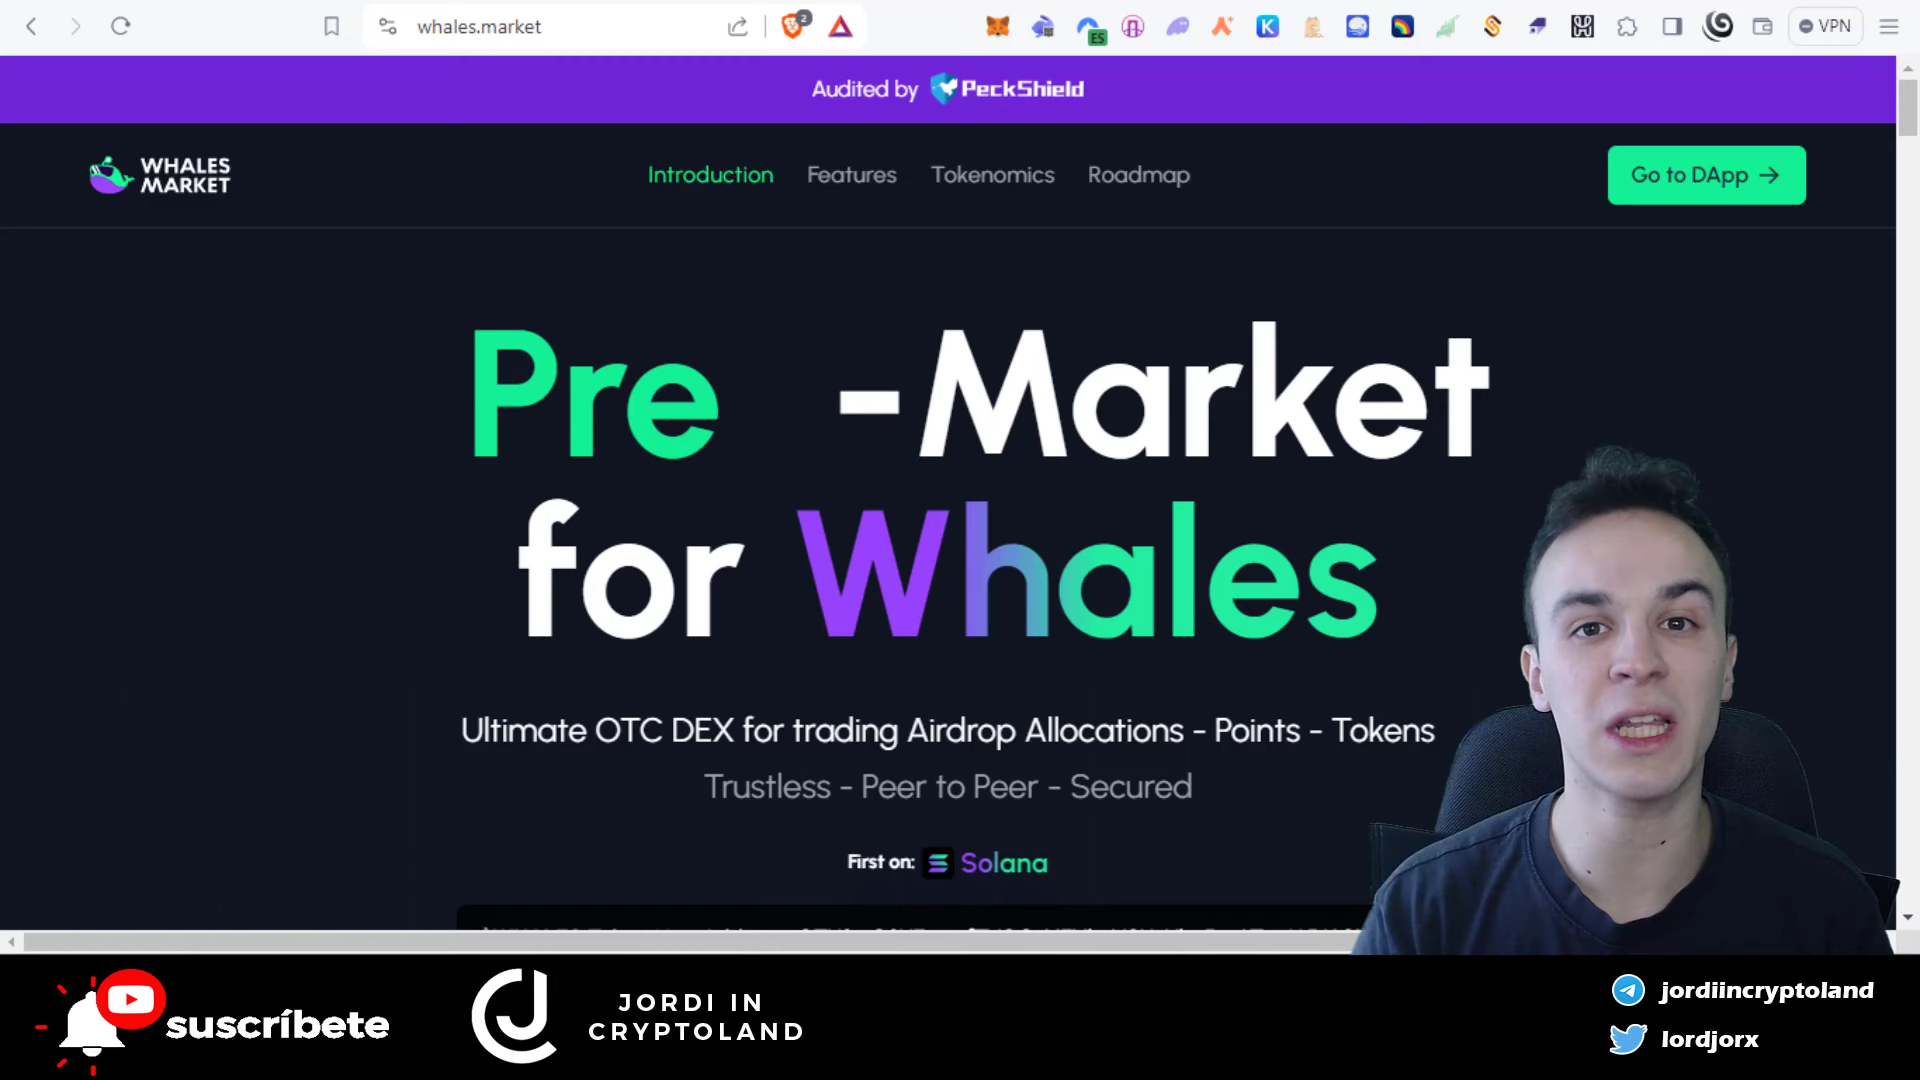 whales.market
2
ES
VPN
Audited by PeckShield
WHALES
MARKET
Introduction
Features
Tokenomics
Roadmap
Go to DApp →
Pre -Market
for Whales
Ultimate OTC DEX for trading Airdrop Allocations - Points - Tokens
Trustless - Peer to Peer - Secured
First on: Solana
suscríbete
JORDI IN
CRYPTOLAND
jordiincryptoland
lordjorx